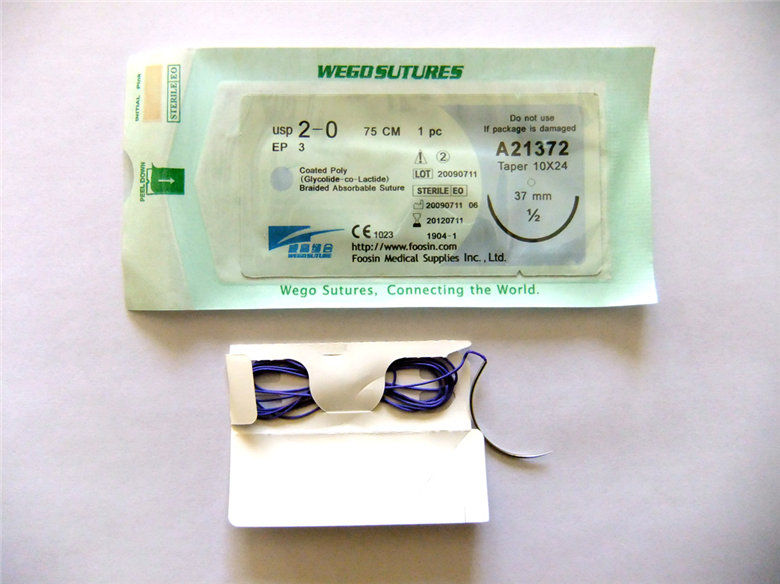 WEGO SUTURES
INITIAL Pink
STERILE EO
PEEL DOWN
USP 2-0 75 CM 1 pc
EP 3
Coated Poly
(Glycolide-co-Lactide)
Braided Absorbable Suture
2
LOT 20090711
STERILE EO
20090711 06
20120711
1904-1
Do not use
If package is damaged
A21372
Taper 10X24
37 mm
½
威高缝合
WEGOSUTURE
CE 1023
http://www.foosin.com
Foosin Medical Supplies Inc., Ltd.
Wego Sutures, Connecting the World.